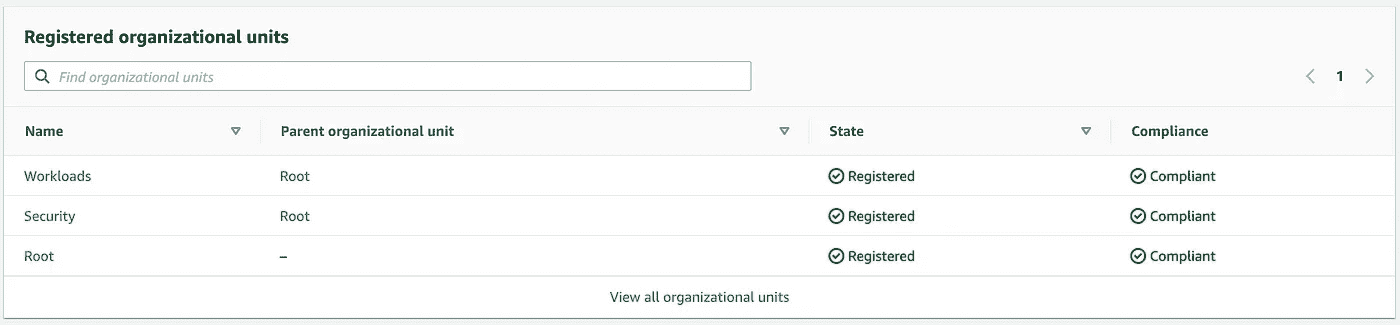 Registered organizational units
Find organizational units
1
Name Parent organizational unit State Compliance
Workloads Root Registered Compliant
Security Root Registered Compliant
Root – Registered Compliant
View all organizational units